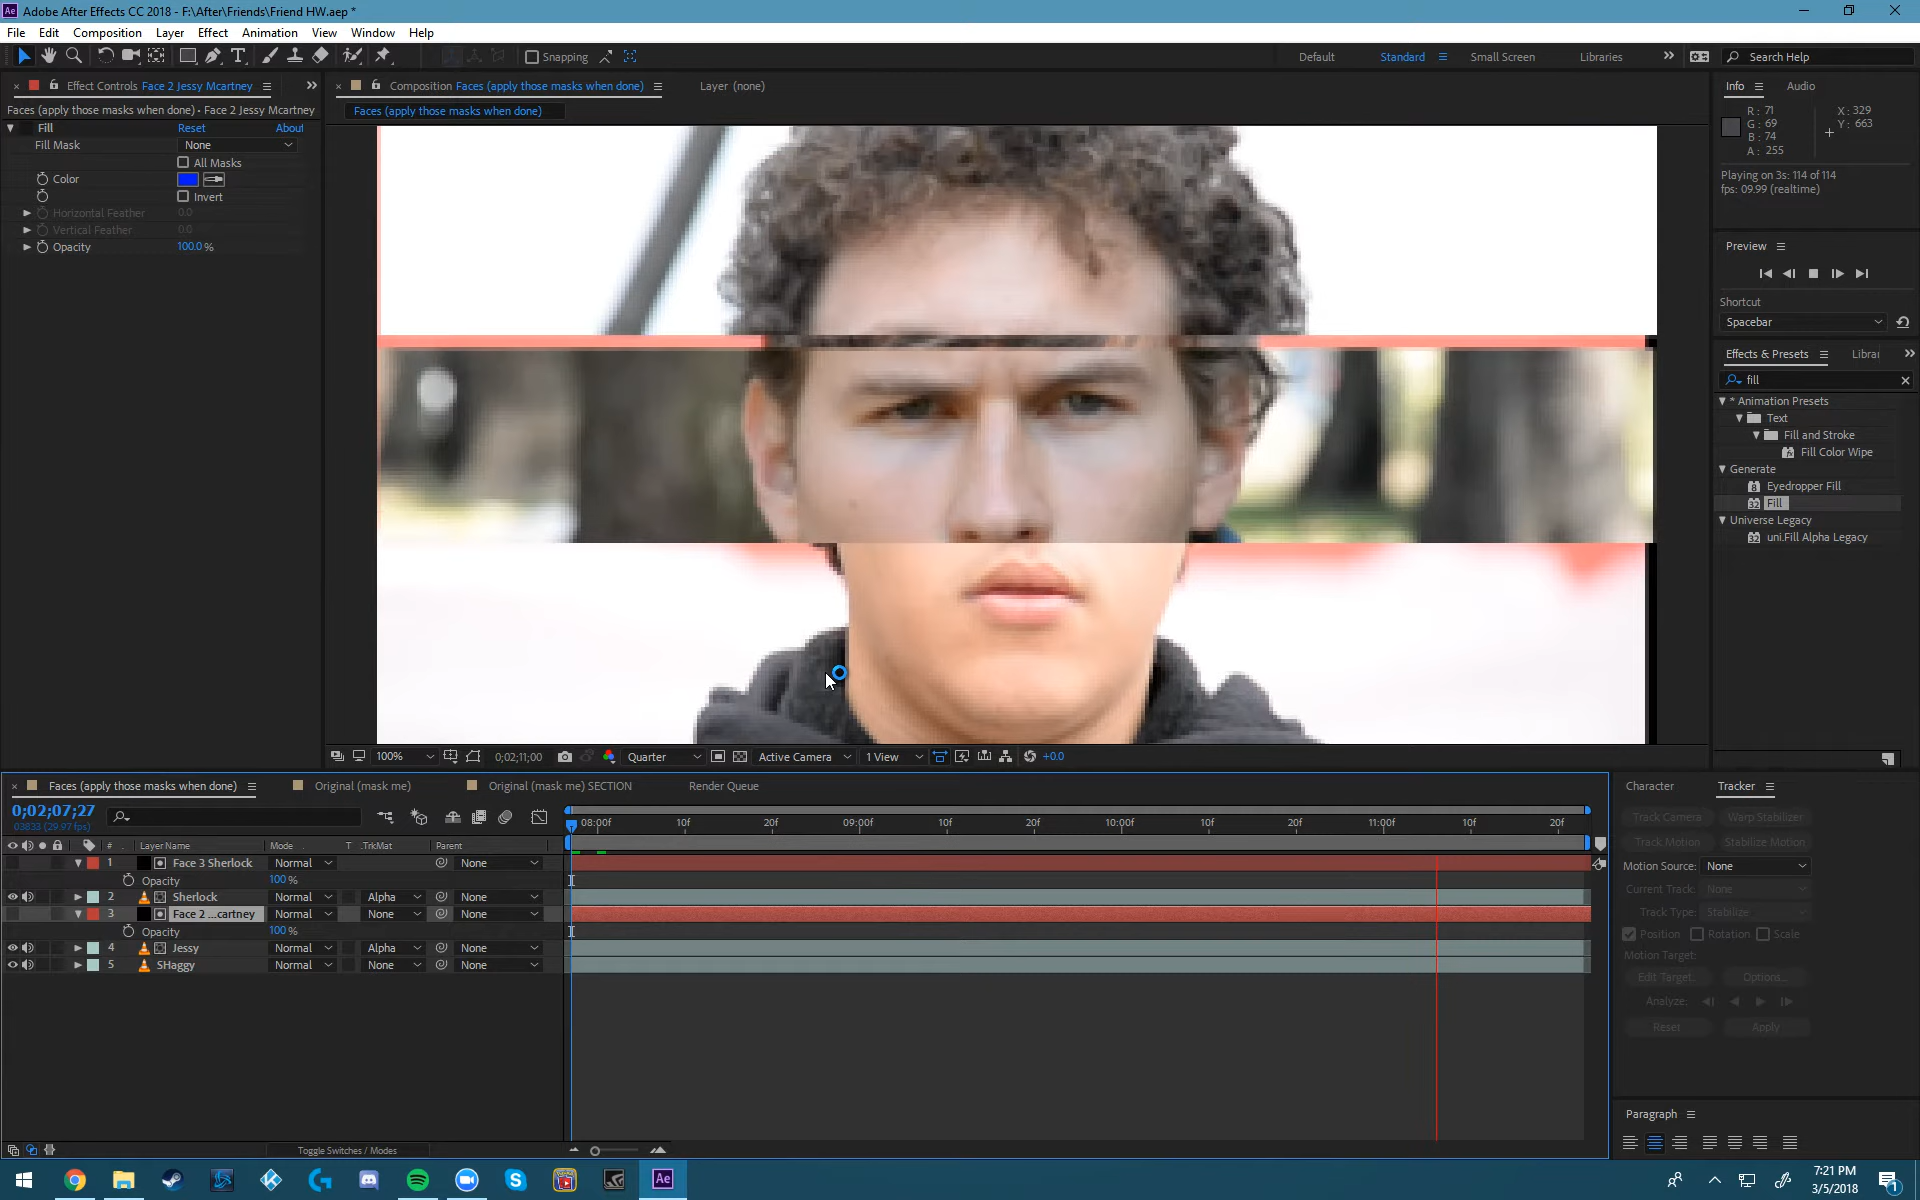 Adobe After Effects CC 2018 - F:\After\Friends\Friend HW.aep *
File Edit Composition Layer Effect Animation View Window Help
Snapping Default Standard Small Screen Libraries Search Help
Effect Controls Face 2 Jessy Mcartney
Faces (apply those masks when done) • Face 2 Jessy Mcartney
Fill Reset About
Fill Mask None
All Masks
Color
Invert
Horizontal Feather 0.0
Vertical Feather 0.0
Opacity 100.0 %
Composition Faces (apply those masks when done) Layer (none)
Faces (apply those masks when done)
100% 0;02;11;00 Quarter Active Camera 1 View +0.0
Info Audio
R : 71 X : 329
G : 69 Y : 663
B : 74
A : 255
Playing on 3s: 114 of 114
fps: 09.99 (realtime)
Preview
Shortcut
Spacebar
Effects & Presets Librai
fill
* Animation Presets
Text
Fill and Stroke
Fill Color Wipe
Generate
Eyedropper Fill
Fill
Universe Legacy
uni.Fill Alpha Legacy
Faces (apply those masks when done) Original (mask me) Original (mask me) SECTION Render Queue
0;02;07;27
03833 (29.97 fps)
08:00f 10f 20f 09:00f 10f 20f 10:00f 10f 20f 11:00f 10f 20f
# Layer Name Mode T .TrkMat Parent
1 Face 3 Sherlock Normal None
Opacity 100 %
2 Sherlock Normal Alpha None
3 Face 2 ...cartney Normal None None
Opacity 100 %
4 Jessy Normal Alpha None
5 SHaggy Normal None None
Toggle Switches / Modes
Character Tracker
Track Camera Warp Stabilizer
Track Motion Stabilize Motion
Motion Source: None
Current Track: None
Track Type: Stabilize
Position Rotation Scale
Motion Target:
Edit Target... Options...
Analyze:
Reset Apply
Paragraph
Ae
7:21 PM
3/5/2018
1